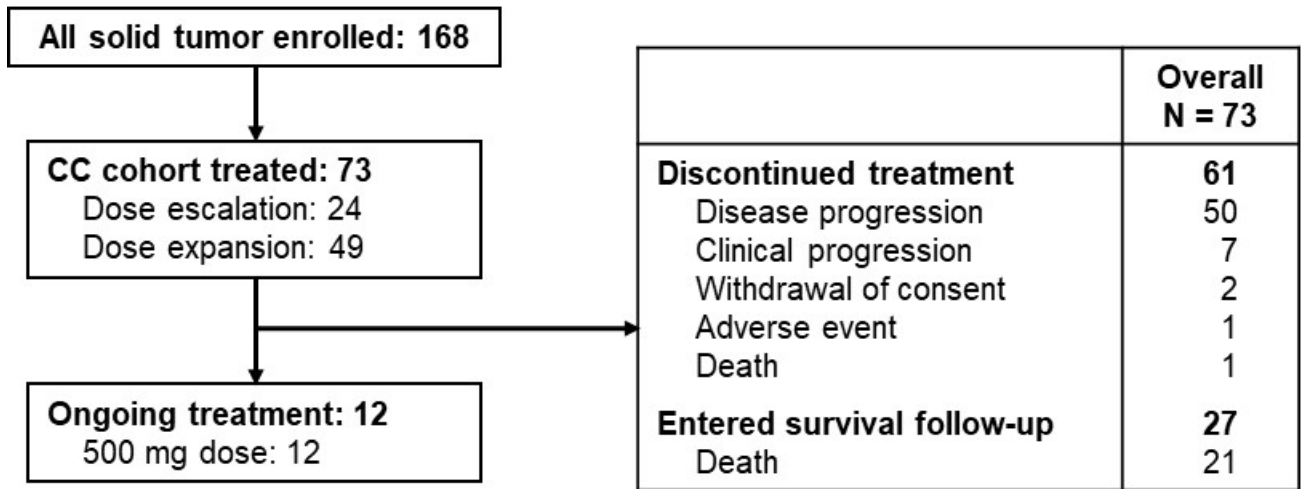 All solid tumor enrolled: 168
CC cohort treated: 73
Dose escalation: 24
Dose expansion: 49
Ongoing treatment: 12
500 mg dose: 12
Overall
N = 73
Discontinued treatment 61
Disease progression 50
Clinical progression 7
Withdrawal of consent 2
Adverse event 1
Death 1
Entered survival follow-up 27
Death 21